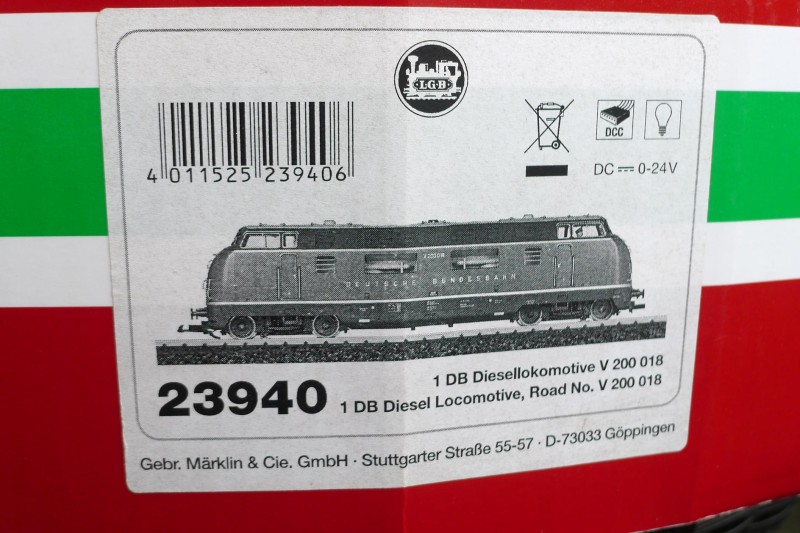 LGB
4 011525 239406
DCC
DC 0-24V
DEUTSCHE BUNDESBAHN
23940
1 DB Diesellokomotive V 200 018
1 DB Diesel Locomotive, Road No. V 200 018
Gebr. Märklin & Cie. GmbH · Stuttgarter Straße 55-57 · D-73033 Göppingen